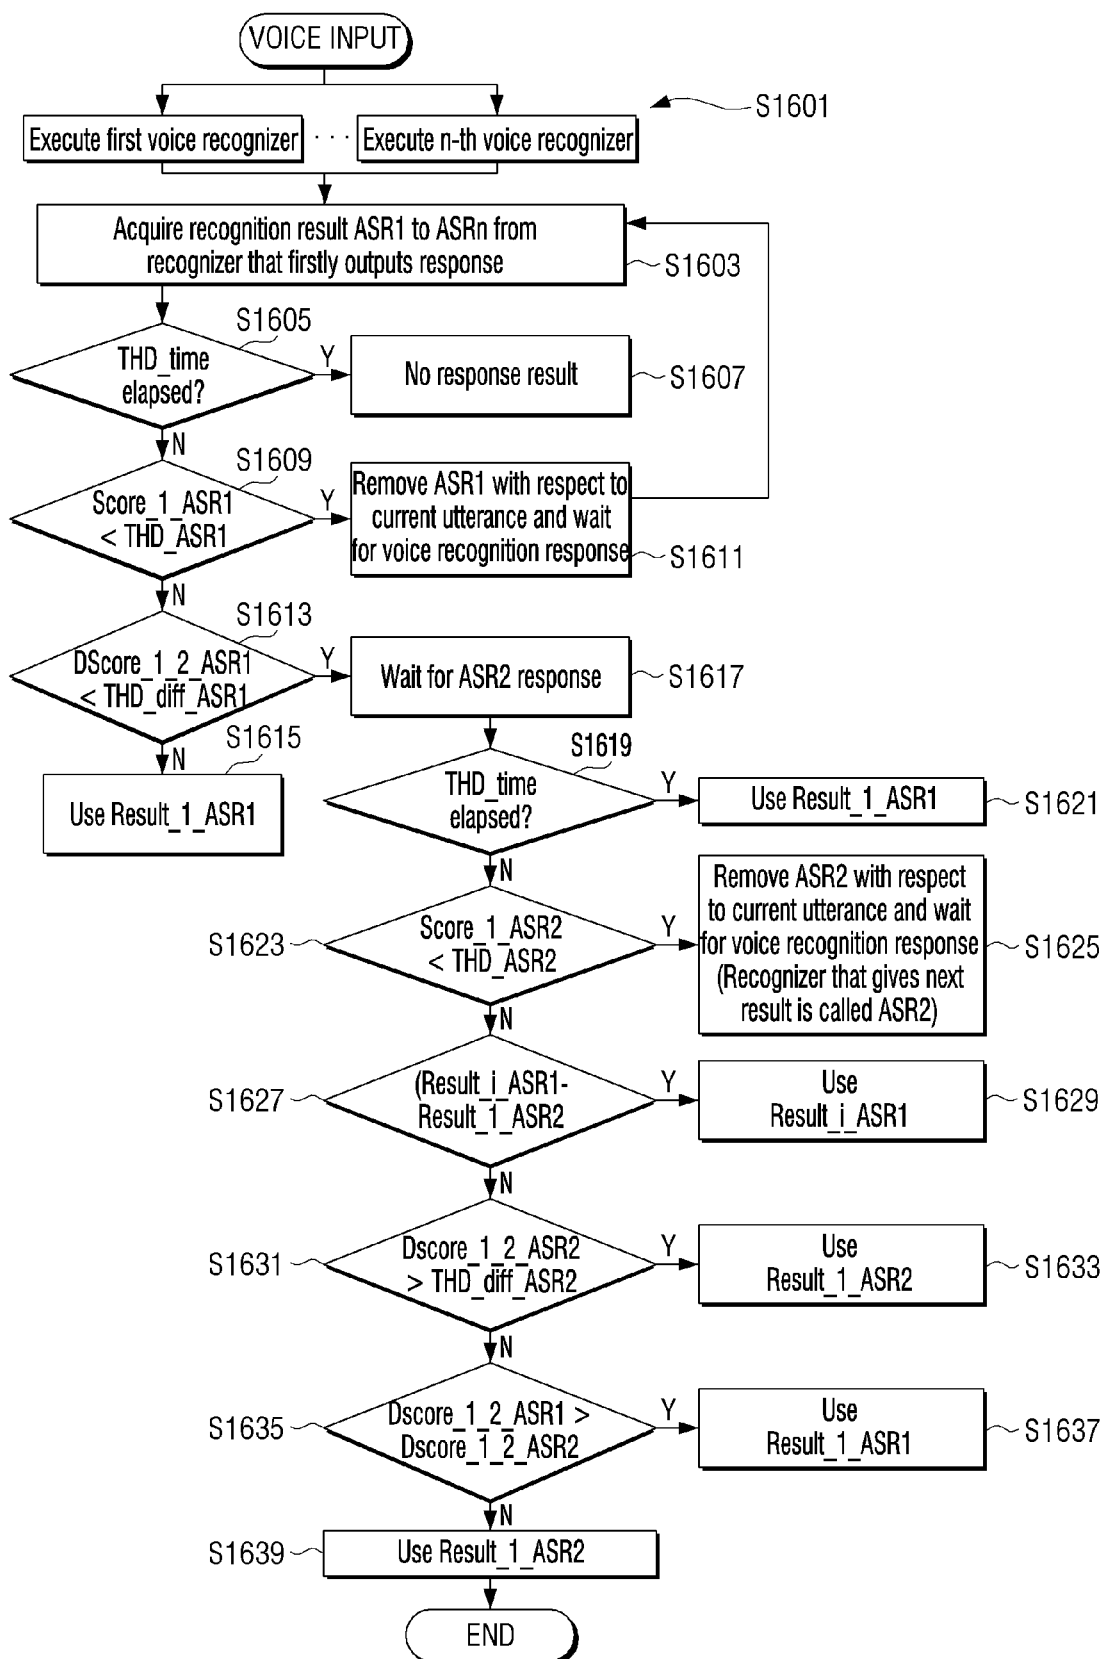 VOICE INPUT
S1601
Execute first voice recognizer
· · ·
Execute n-th voice recognizer
Acquire recognition result ASR1 to ASRn from
recognizer that firstly outputs response
S1603
S1605
THD_time
elapsed?
Y
No response result
S1607
N
S1609
Score_1_ASR1
< THD_ASR1
Y
Remove ASR1 with respect to
current utterance and wait
for voice recognition response
S1611
N
S1613
DScore_1_2_ASR1
< THD_diff_ASR1
Y
Wait for ASR2 response
S1617
N
S1615
Use Result_1_ASR1
S1619
THD_time
elapsed?
Y
Use Result_1_ASR1
S1621
N
S1623
Score_1_ASR2
< THD_ASR2
Y
Remove ASR2 with respect
to current utterance and wait
for voice recognition response
(Recognizer that gives next
result is called ASR2)
S1625
N
S1627
(Result_i_ASR1-
Result_1_ASR2
Y
Use
Result_i_ASR1
S1629
N
S1631
Dscore_1_2_ASR2
> THD_diff_ASR2
Y
Use
Result_1_ASR2
S1633
N
S1635
Dscore_1_2_ASR1 >
Dscore_1_2_ASR2
Y
Use
Result_1_ASR1
S1637
N
S1639
Use Result_1_ASR2
END